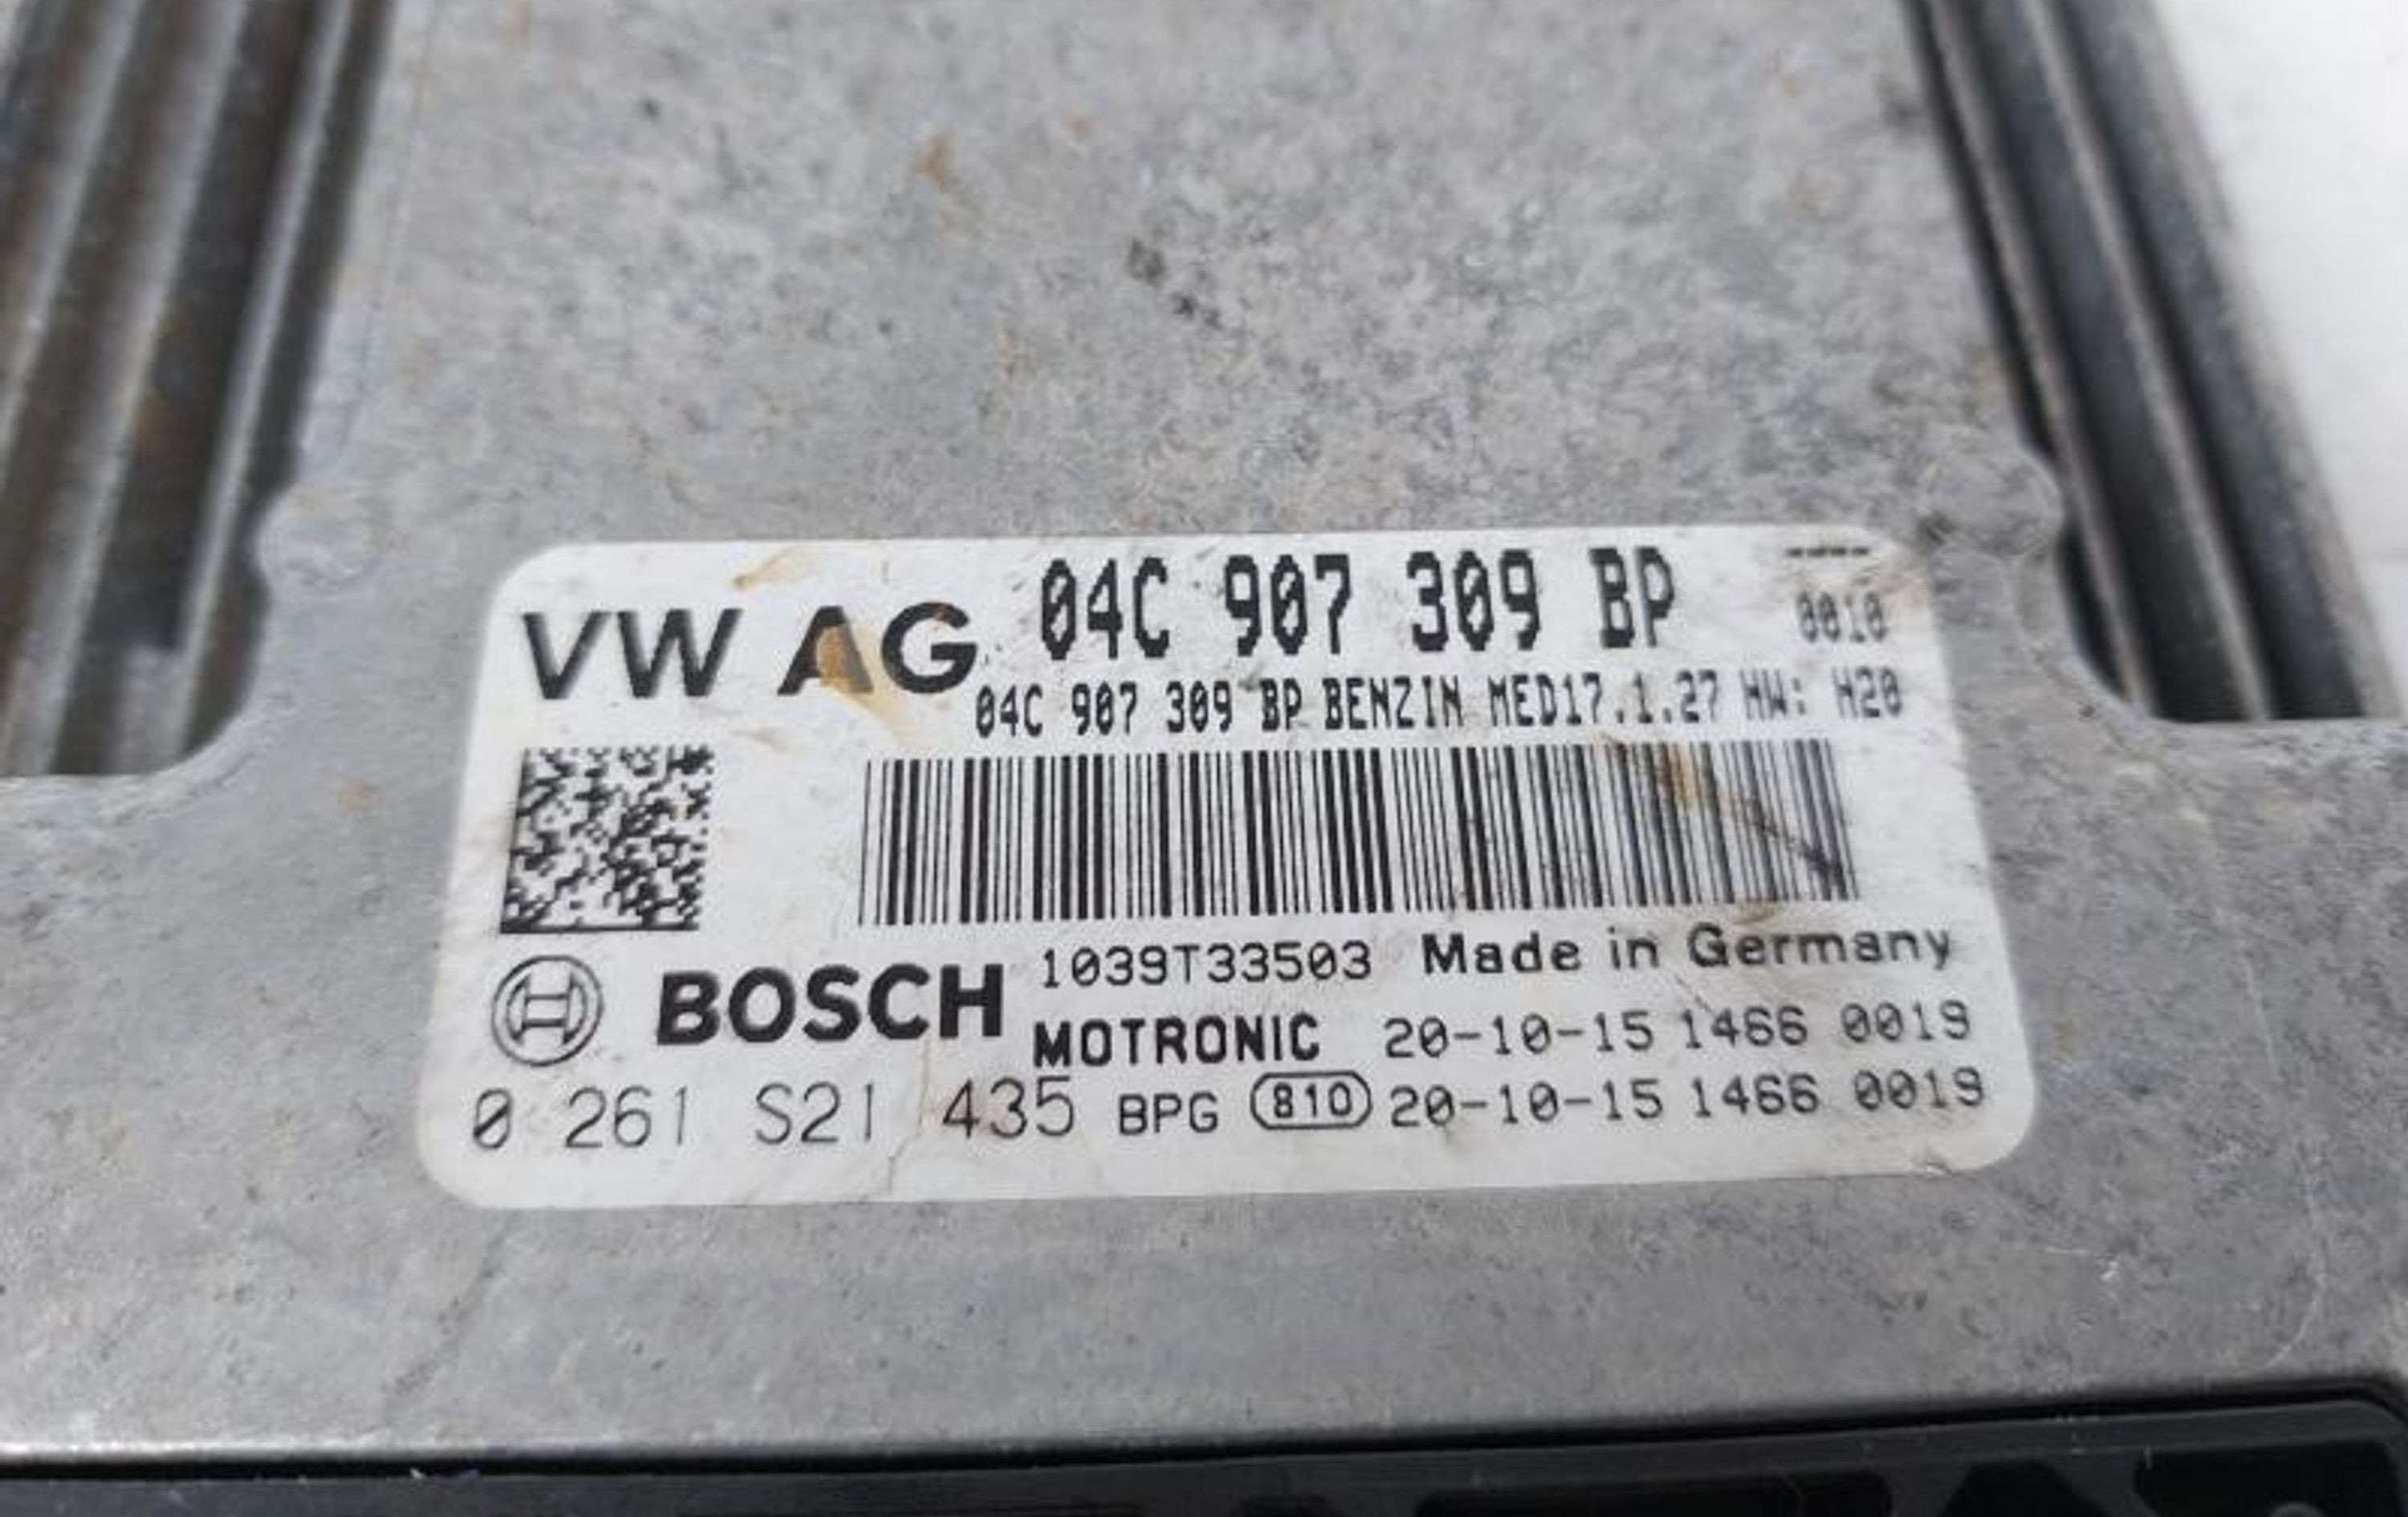 VW AG 04C 907 309 BP ----
0010
04C 907 309 BP BENZIN MED17.1.27 HW: H20
BOSCH 1039T33503 Made in Germany
MOTRONIC 20-10-15 1466 0019
0 261 S21 435 BPG 810 20-10-15 1466 0019